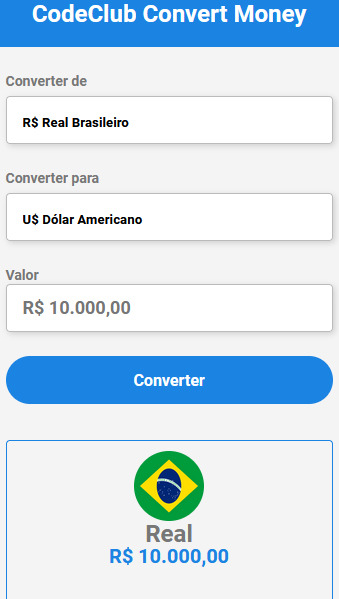 CodeClub Convert Money
Converter de
R$ Real Brasileiro
Converter para
U$ Dólar Americano
Valor
R$ 10.000,00
Converter
Real
R$ 10.000,00